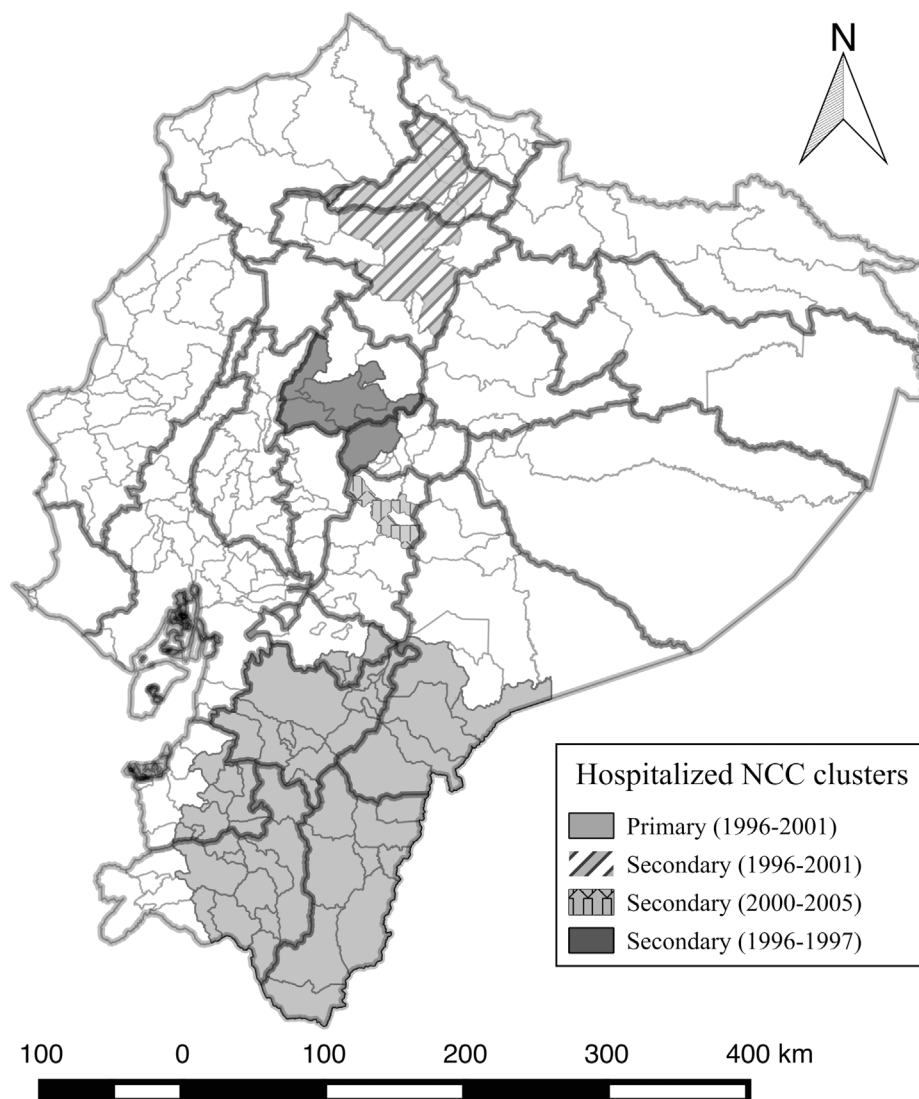 N
Hospitalized NCC clusters
Primary (1996-2001)
Secondary (1996-2001)
Secondary (2000-2005)
Secondary (1996-1997)
100 0 100 200 300 400 km